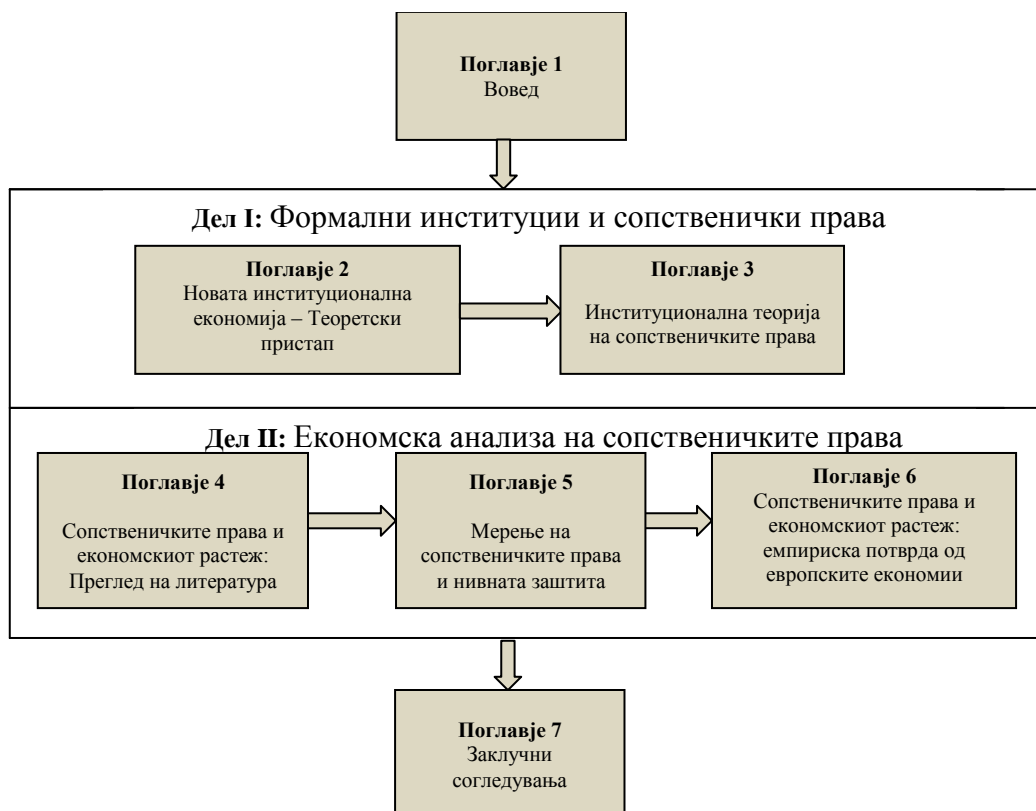 Поглавје 1
Вовед
Дел I: Формални институции и сопственички права
Поглавје 2
Новата институционална
економија – Теоретски
пристап
Поглавје 3
Институционална теорија
на сопственичките права
Дел II: Економска анализа на сопственичките права
Поглавје 4
Сопственичките права и
економскиот растеж:
Преглед на литература
Поглавје 5
Мерење на
сопственичките права
и нивната заштита
Поглавје 6
Сопственичките права и
економскиот растеж:
емпириска потврда од
европските економии
Поглавје 7
Заклучни
согледувања